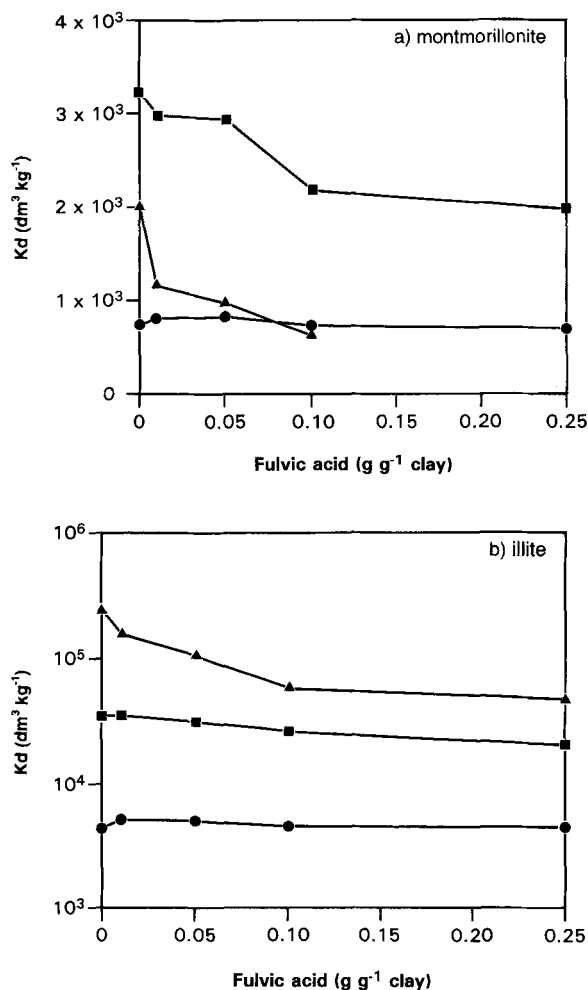 4 x 10³
a) montmorillonite
3 x 10³
2 x 10³
1 x 10³
0
Kd (dm³ kg⁻¹)
0 0.05 0.10 0.15 0.20 0.25
Fulvic acid (g g⁻¹ clay)
10⁶
b) illite
10⁵
10⁴
10³
Kd (dm³ kg⁻¹)
0 0.05 0.10 0.15 0.20 0.25
Fulvic acid (g g⁻¹ clay)